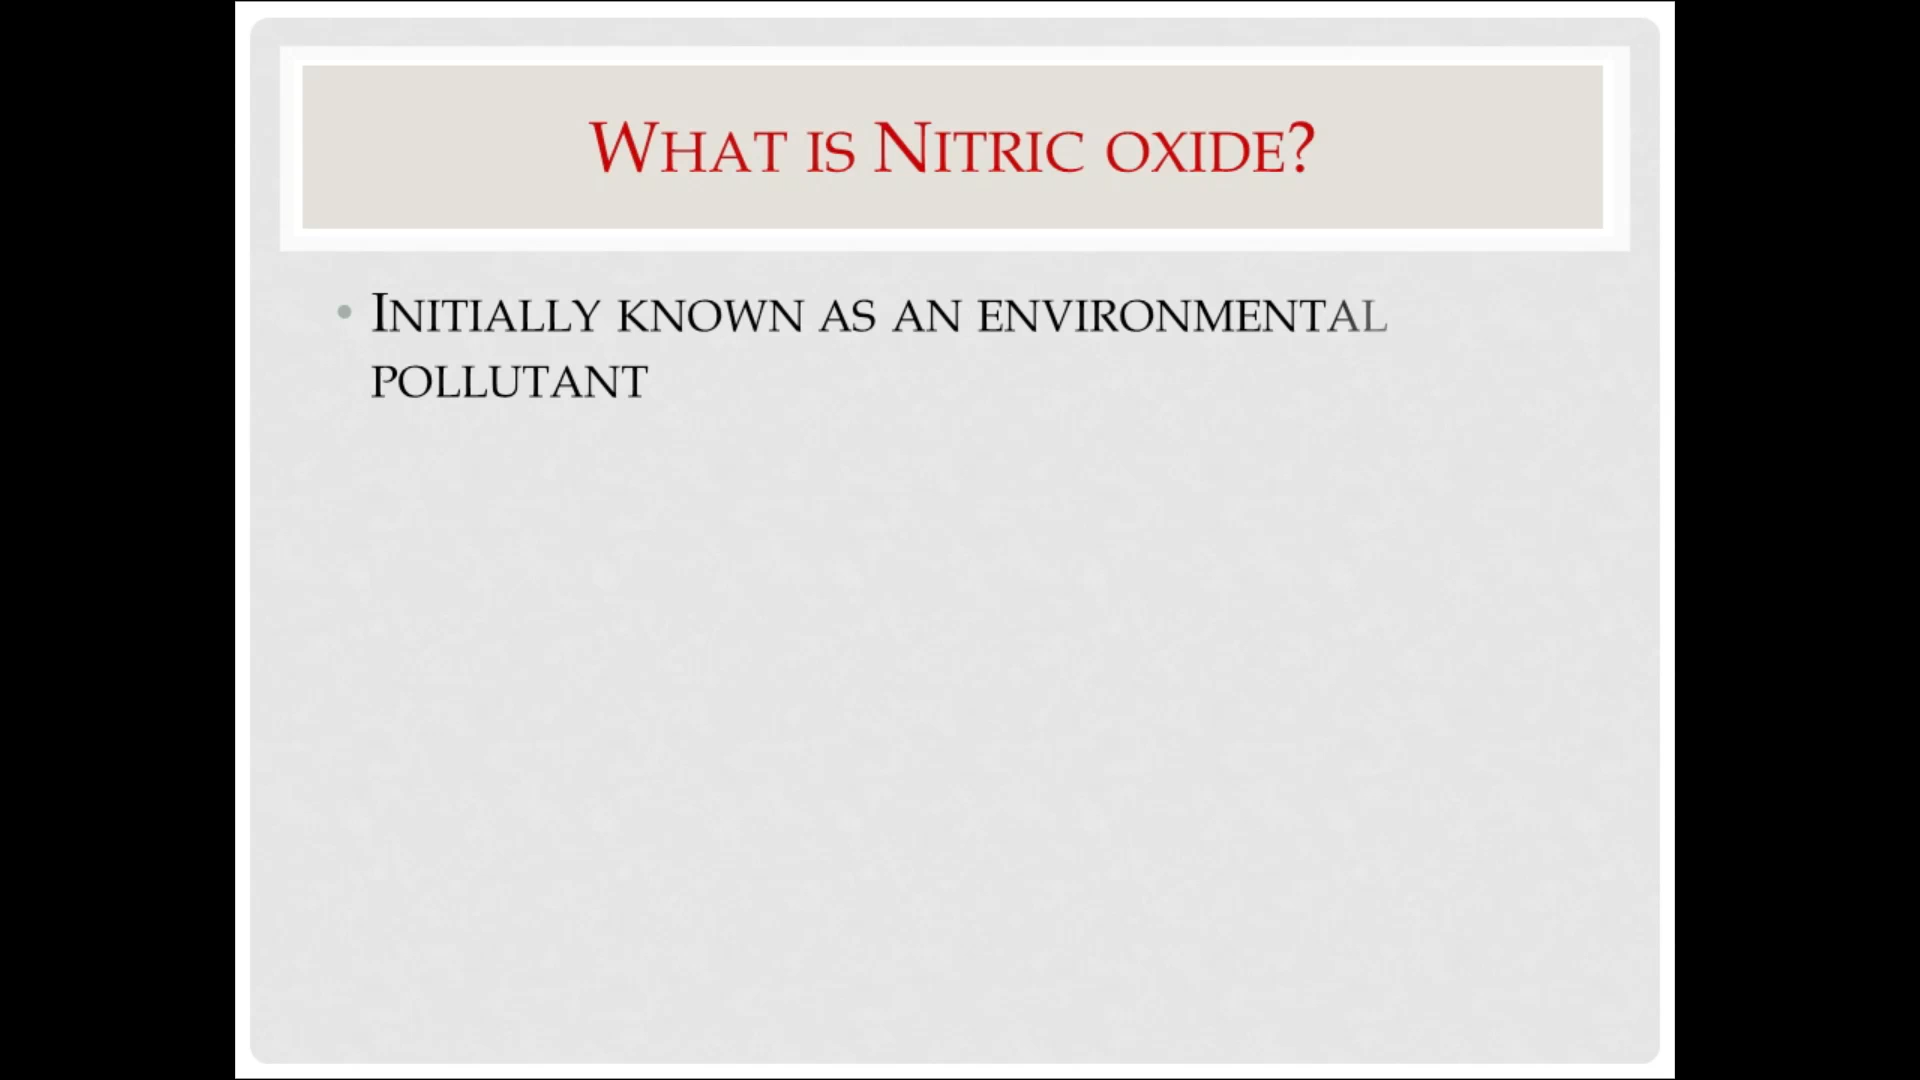 What is Nitric oxide?
• Initially known as an environmental
pollutant